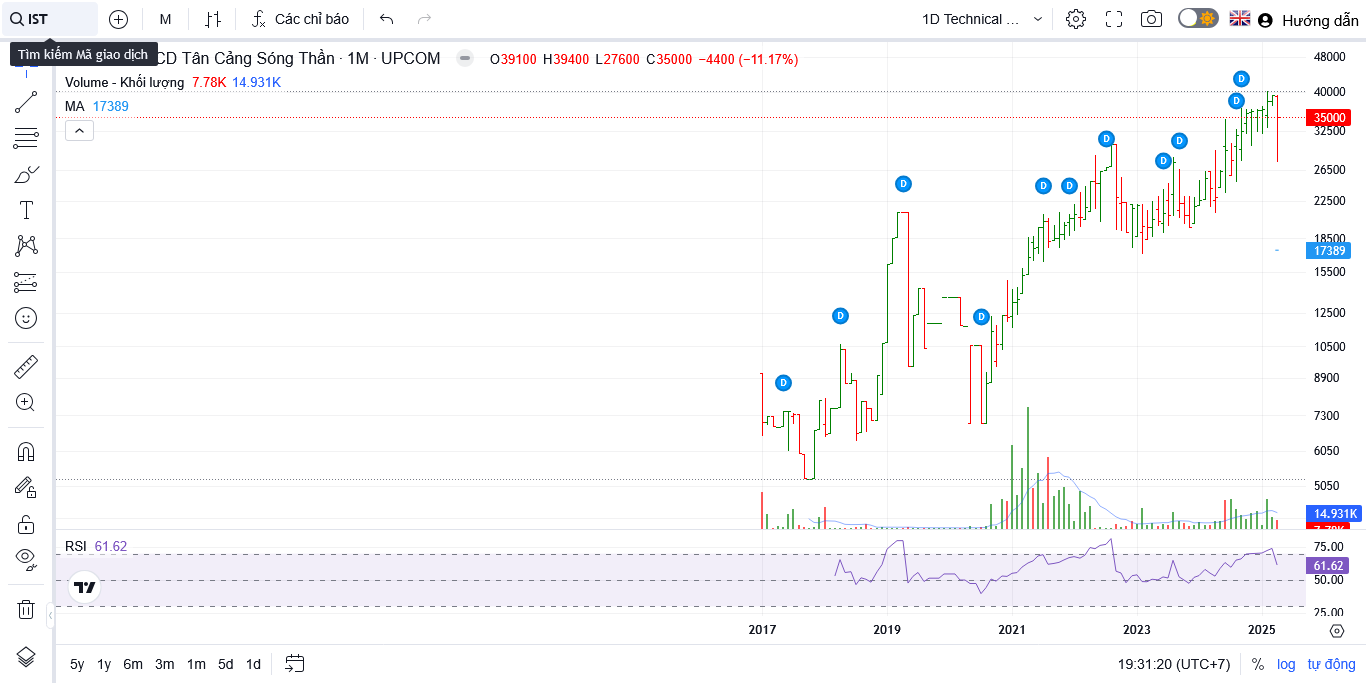 IST
M
Các chỉ báo
1D Technical ...
Hướng dẫn
Tìm kiếm Mã giao dịch
CD Tân Cảng Sóng Thần · 1M · UPCOM
O39100 H39400 L27600 C35000 −4400 (−11.17%)
Volume - Khối lượng 7.78K 14.931K
MA 17389
48000
40000
35000
32500
26500
22500
18500
17389
15500
12500
10500
8900
7300
6050
5050
14.931K
7.78K
D
D
D
D
D
D
D
D
D
D
D
RSI 61.62
75.00
61.62
50.00
25.00
2017
2019
2021
2023
2025
5y 1y 6m 3m 1m 5d 1d
19:31:20 (UTC+7)
%
log
tự động